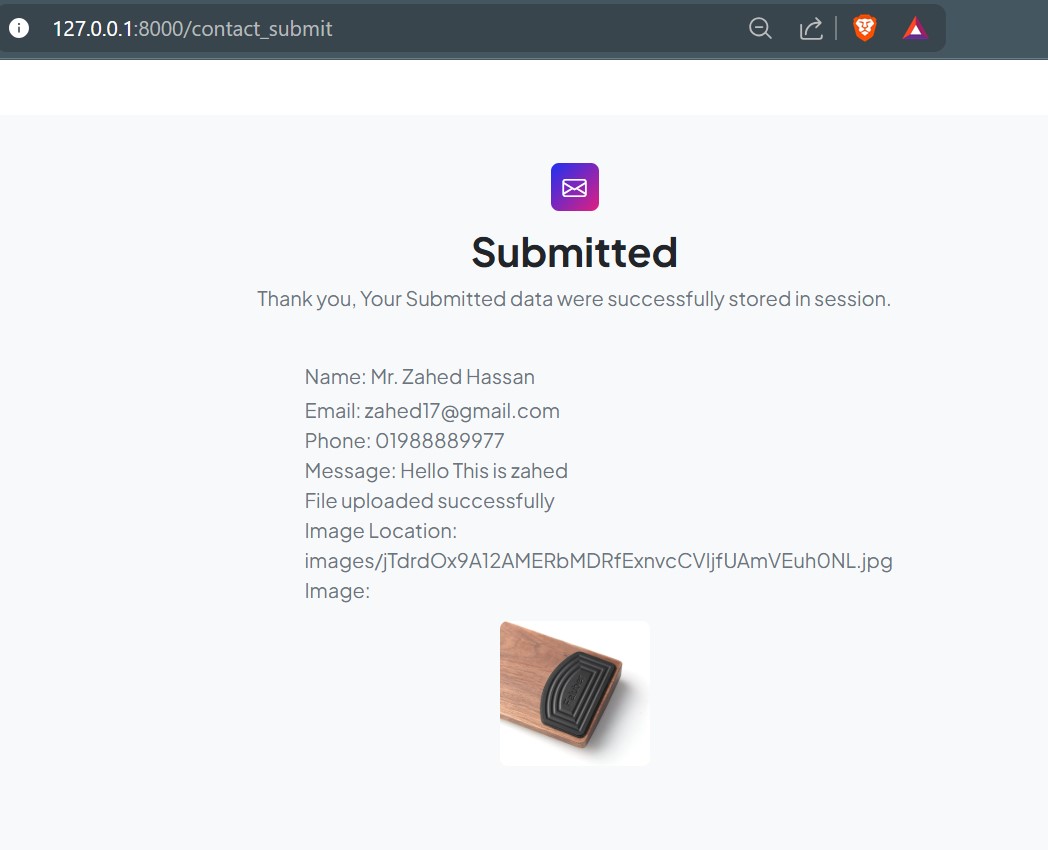 127.0.0.1:8000/contact_submit
Submitted
Thank you, Your Submitted data were successfully stored in session.
Name: Mr. Zahed Hassan
Email: zahed17@gmail.com
Phone: 01988889977
Message: Hello This is zahed
File uploaded successfully
Image Location:
images/jTdrdOx9A12AMERbMDRfExnvcCVljfUAmVEuh0NL.jpg
Image: